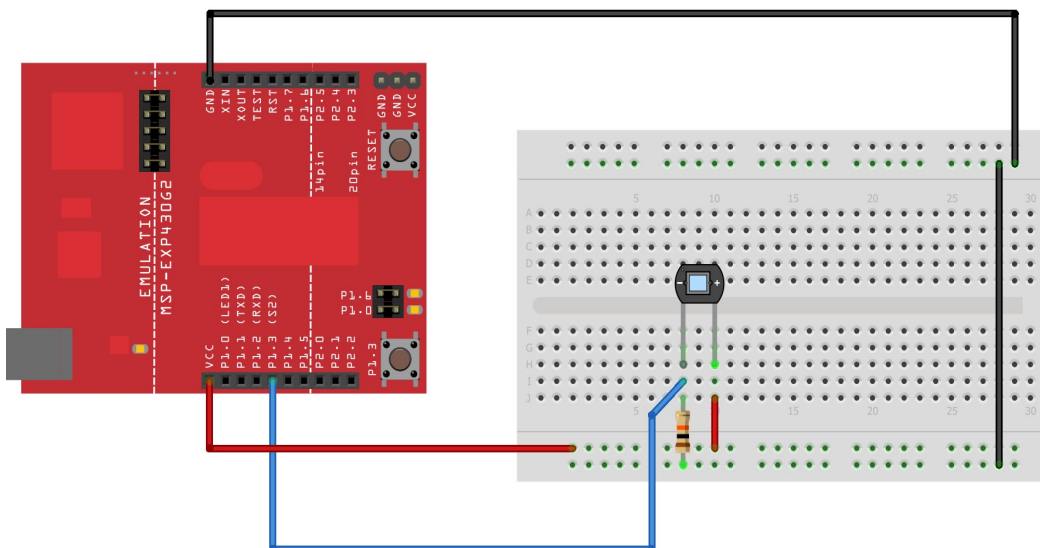 GND
XIN
XOUT
TEST
RST
P1.7
P1.6
P2.5
P2.4
P2.3
GND
GND
VCC
RESET
14pin
20pin
EMULATION
MSP-EXP430G2
P1.6
P1.0
VCC
P1.0 (LED1)
P1.1 (TXD)
P1.2 (RXD)
P1.3 (S2)
P1.4
P1.5
P2.0
P2.1
P2.2
P1.3
5 10 15 20 25 30
A
B
C
D
E
- +
F
G
H
I
J
5 15 20 25 30